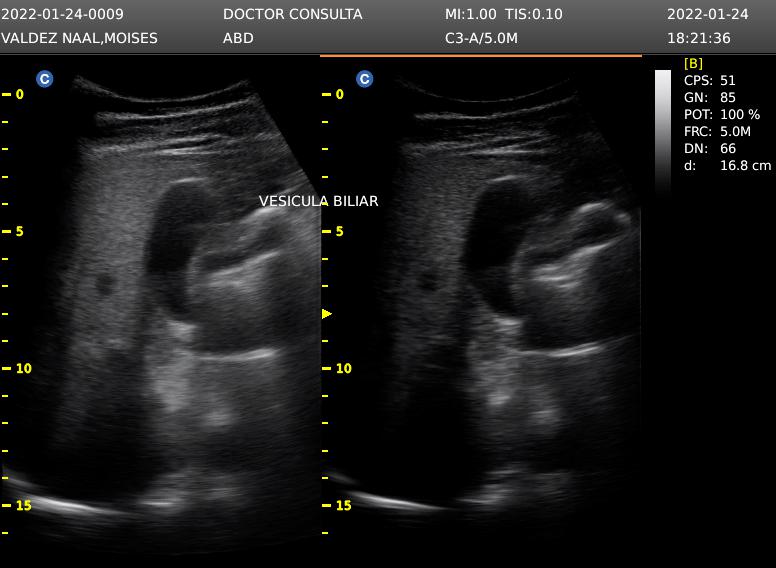 2022-01-24-0009 DOCTOR CONSULTA MI:1.00 TIS:0.10 2022-01-24
VALDEZ NAAL,MOISES ABD C3-A/5.0M 18:21:36
C C [B]
0 0 CPS: 51
GN: 85
POT: 100 %
FRC: 5.0M
DN: 66
d: 16.8 cm
VESICULA BILIAR
5 5
10 10
15 15